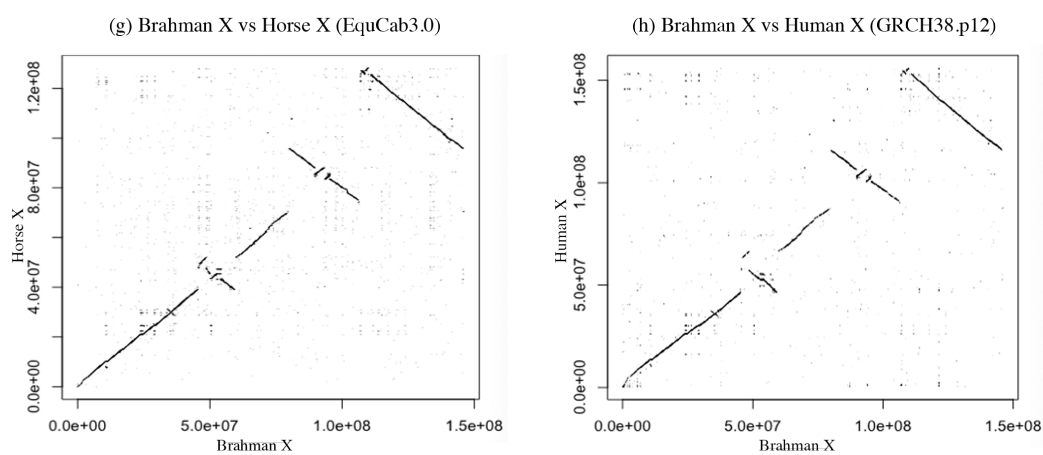 (g) Brahman X vs Horse X (EquCab3.0)
Horse X
0.0e+00 4.0e+07 8.0e+07 1.2e+08
0.0e+00 5.0e+07 1.0e+08 1.5e+08
Brahman X
(h) Brahman X vs Human X (GRCH38.p12)
Human X
0.0e+00 5.0e+07 1.0e+08 1.5e+08
0.0e+00 5.0e+07 1.0e+08 1.5e+08
Brahman X